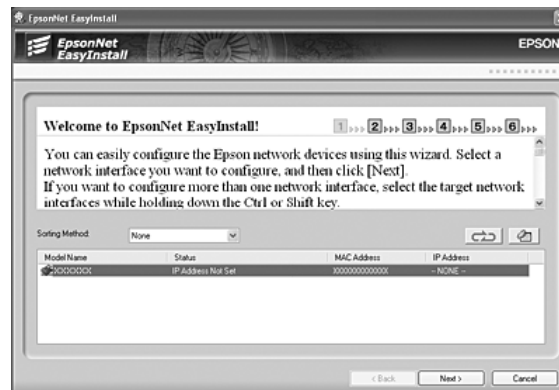 EpsonNet EasyInstall
EpsonNet
EasyInstall
EPSON
Welcome to EpsonNet EasyInstall!
1 2 3 4 5 6
You can easily configure the Epson network devices using this wizard. Select a
network interface you want to configure, and then click [Next].
If you want to configure more than one network interface, select the target network
interfaces while holding down the Ctrl or Shift key.
Sorting Method: None
Model Name Status MAC Address IP Address
IP Address Not Set -- NONE --
< Back Next > Cancel